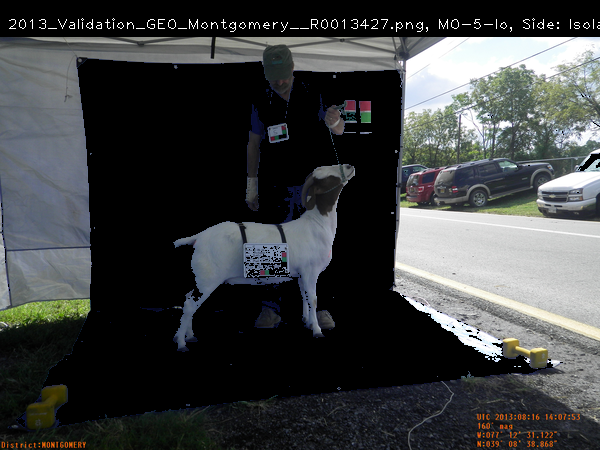 2013_Validation_GEO_Montgomery__R0013427.png, MO-5-Io, Side: Isola
UTC 2013:08:16 14:07:53
160° mag
W:077° 12' 31.122"
N:039° 08' 38.868"
District:MONTGOMERY